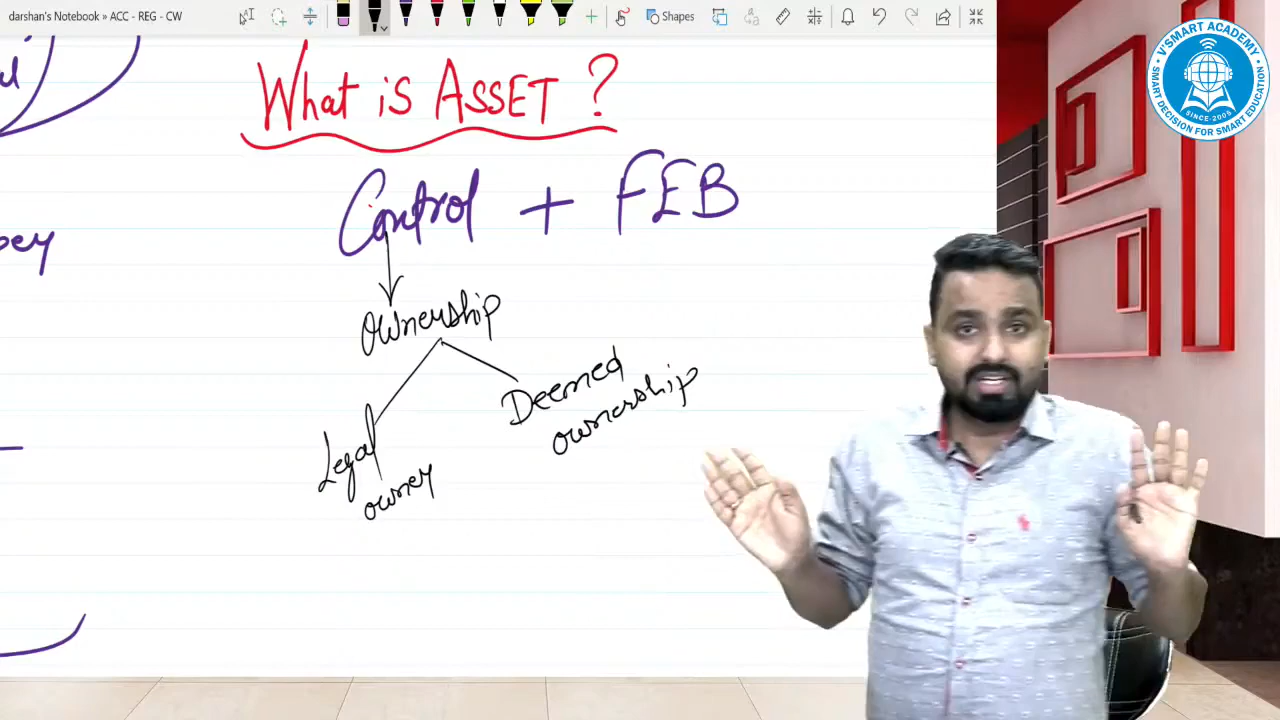 darshan's Notebook » ACC - REG - CW
Shapes
V'SMART ACADEMY
SMART DECISION FOR SMART EDUCATION
SINCE-2009
What is ASSET ?
Control + FEB
ownership
Legal
owner
Deemed
ownership